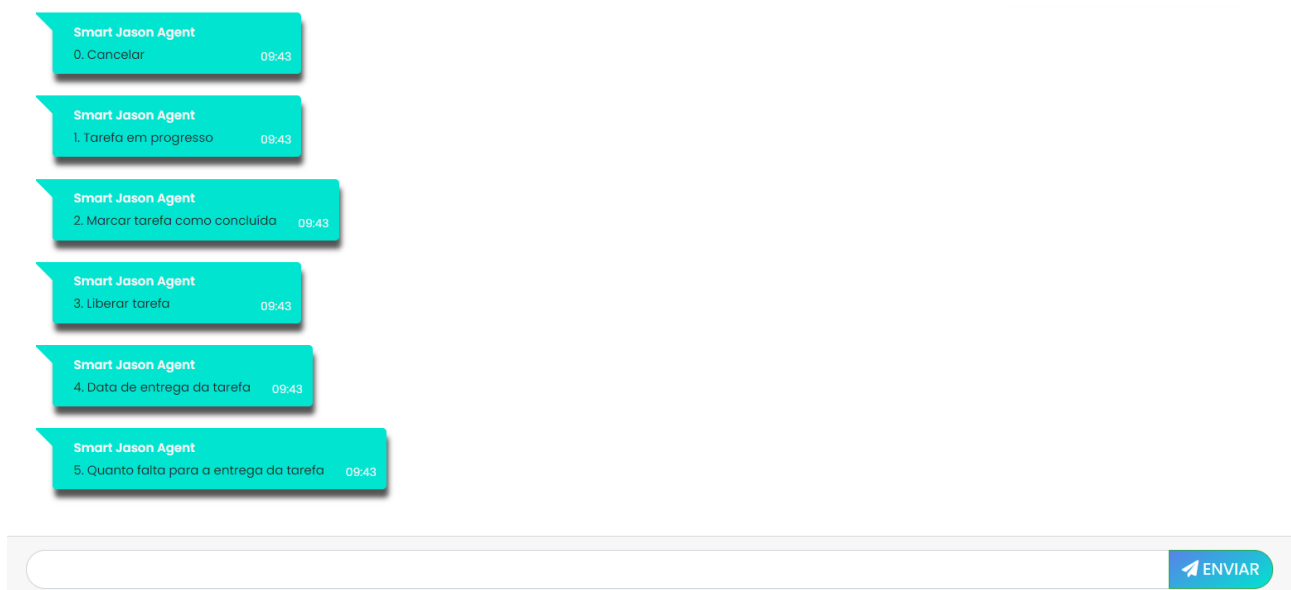 Smart Jason Agent
0. Cancelar 09:43
Smart Jason Agent
1. Tarefa em progresso 09:43
Smart Jason Agent
2. Marcar tarefa como concluída 09:43
Smart Jason Agent
3. Liberar tarefa 09:43
Smart Jason Agent
4. Data de entrega da tarefa 09:43
Smart Jason Agent
5. Quanto falta para a entrega da tarefa 09:43
ENVIAR